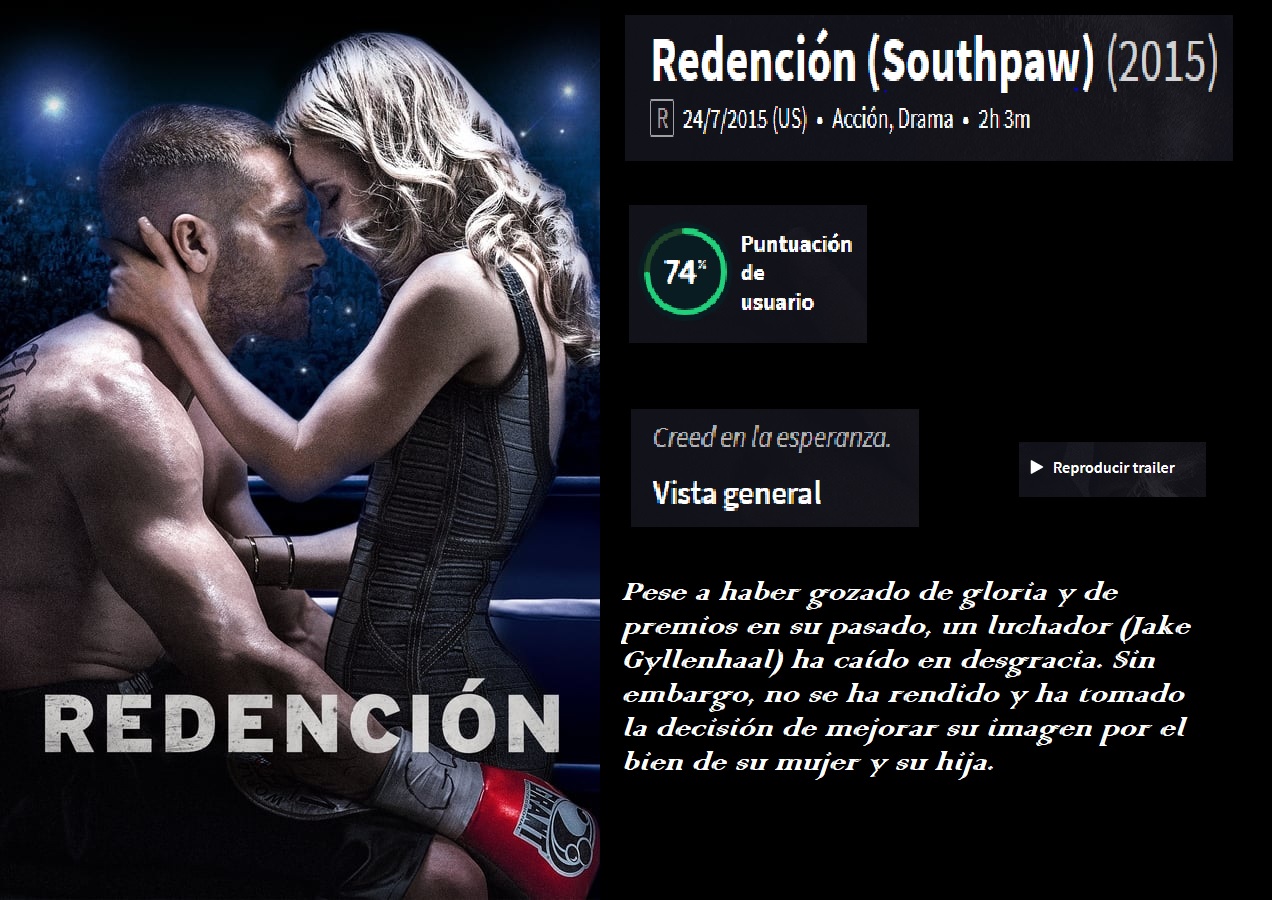 REDENCIÓN
GRANT
Redención (Southpaw) (2015)
R 24/7/2015 (US) • Acción, Drama • 2h 3m
74%
Puntuación
de
usuario
Creed en la esperanza.
Vista general
Reproducir trailer
Pese a haber gozado de gloria y de
premios en su pasado, un luchador (Jake
Gyllenhaal) ha caído en desgracia. Sin
embargo, no se ha rendido y ha tomado
la decisión de mejorar su imagen por el
bien de su mujer y su hija.